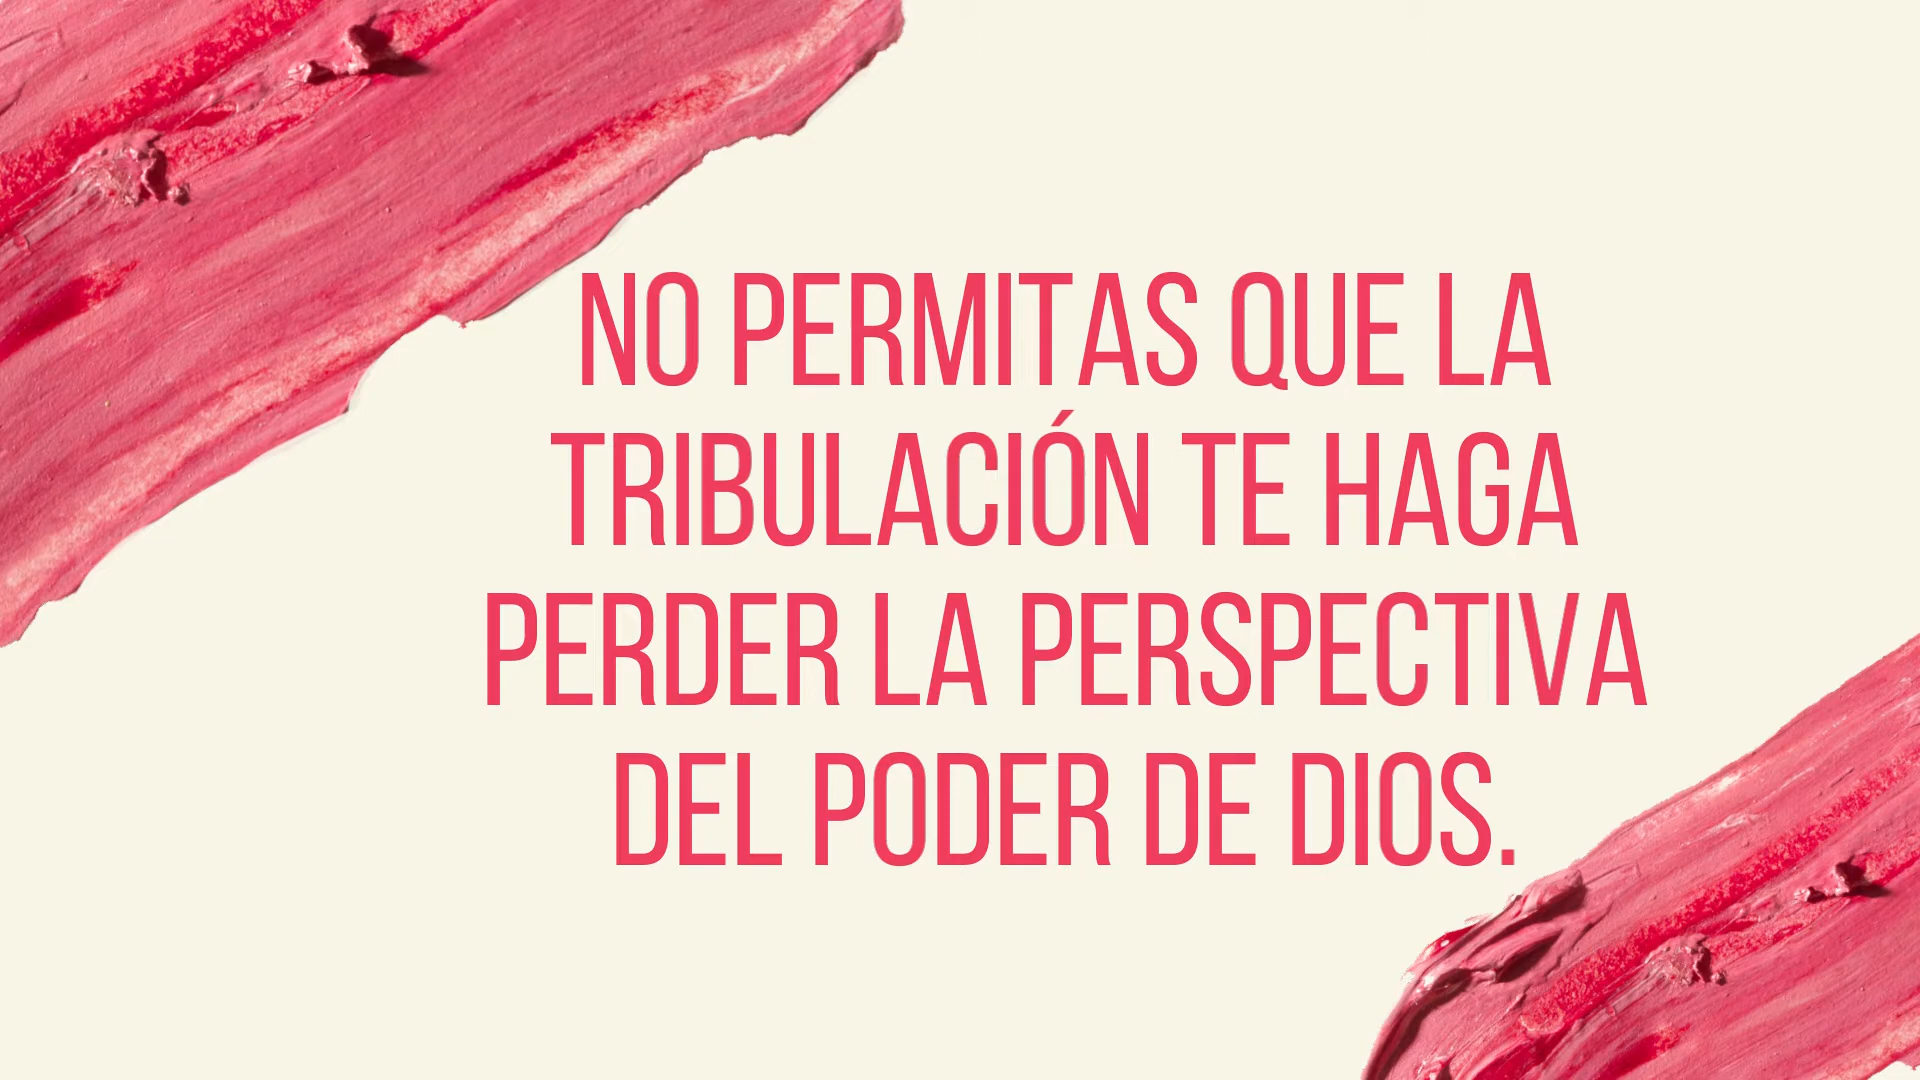 NO PERMITAS QUE LA
TRIBULACIÓN TE HAGA
PERDER LA PERSPECTIVA
DEL PODER DE DIOS.